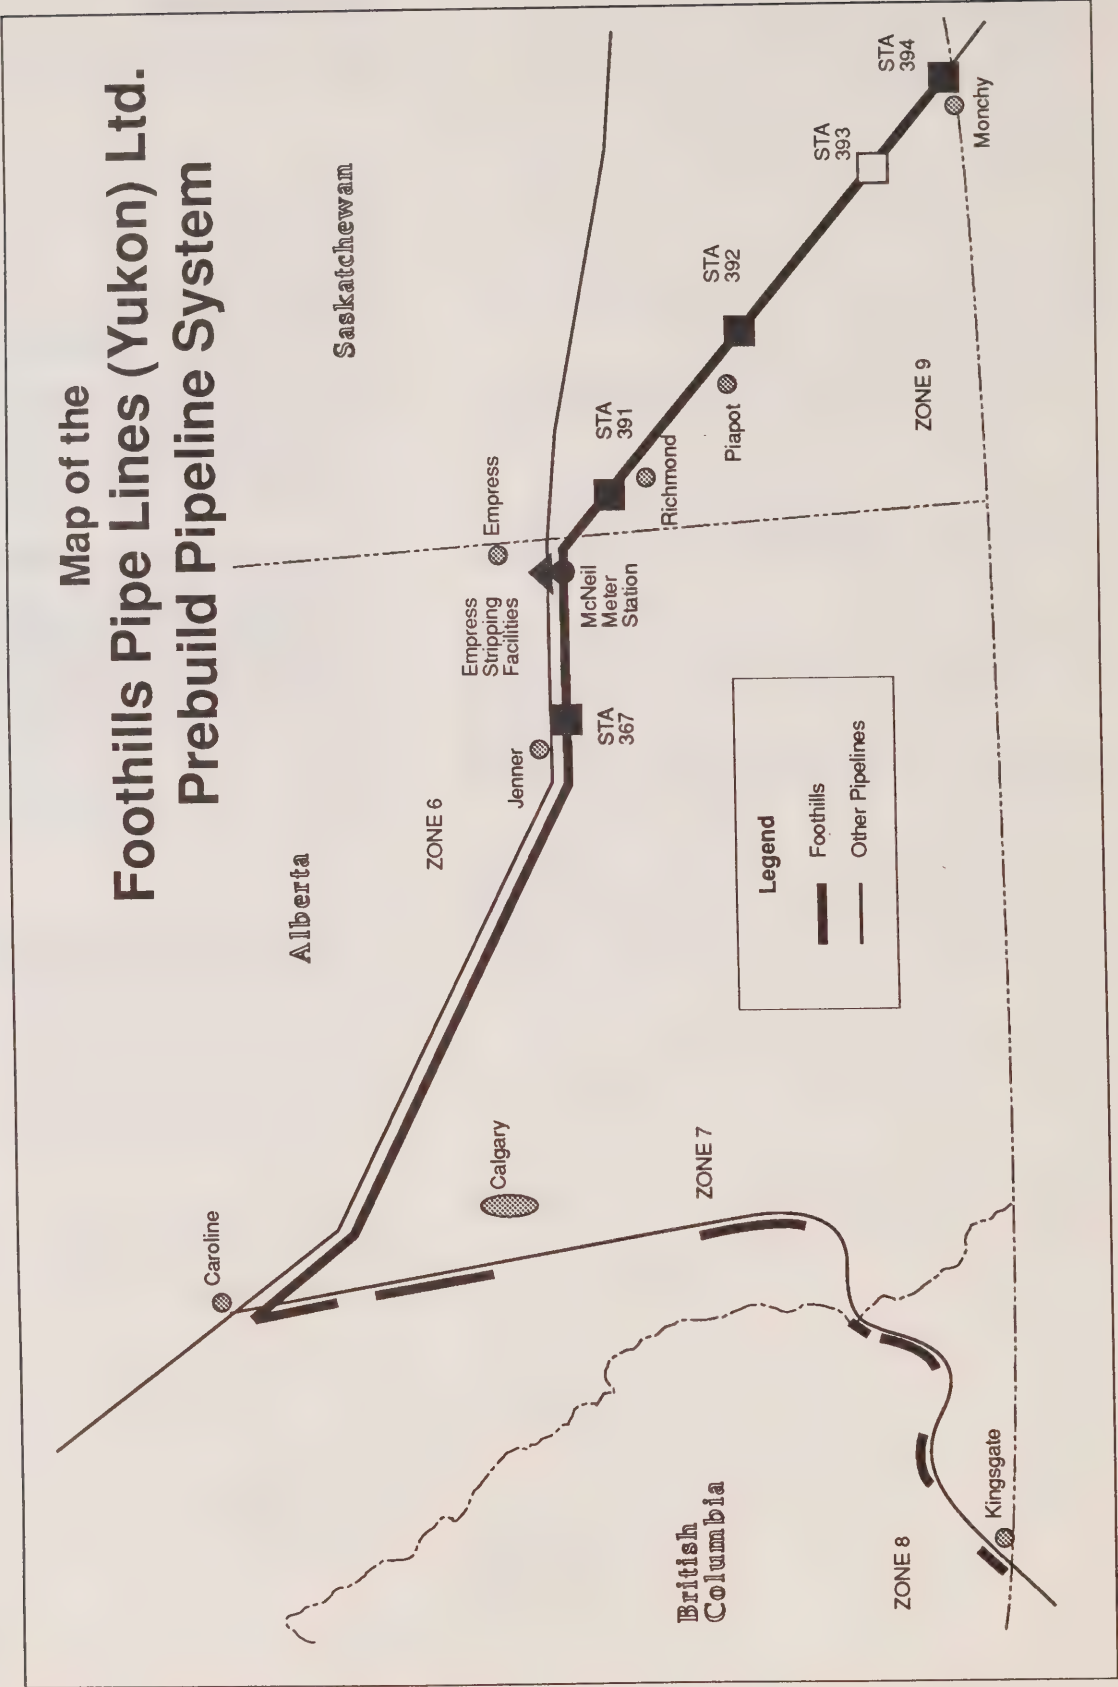 Map of the
Foothills Pipe Lines (Yukon) Ltd.
Prebuild Pipeline System
Alberta
Saskatchewan
Caroline
ZONE 6
Calgary
Jenner
Empress
Stripping
Facilities
Empress
STA
367
McNeil
Meter
Station
STA
391
Richmond
STA
392
Piapot
STA
393
STA
394
Monchy
ZONE 7
ZONE 9
Legend
Foothills
Other Pipelines
British
Columbia
ZONE 8
Kingsgate